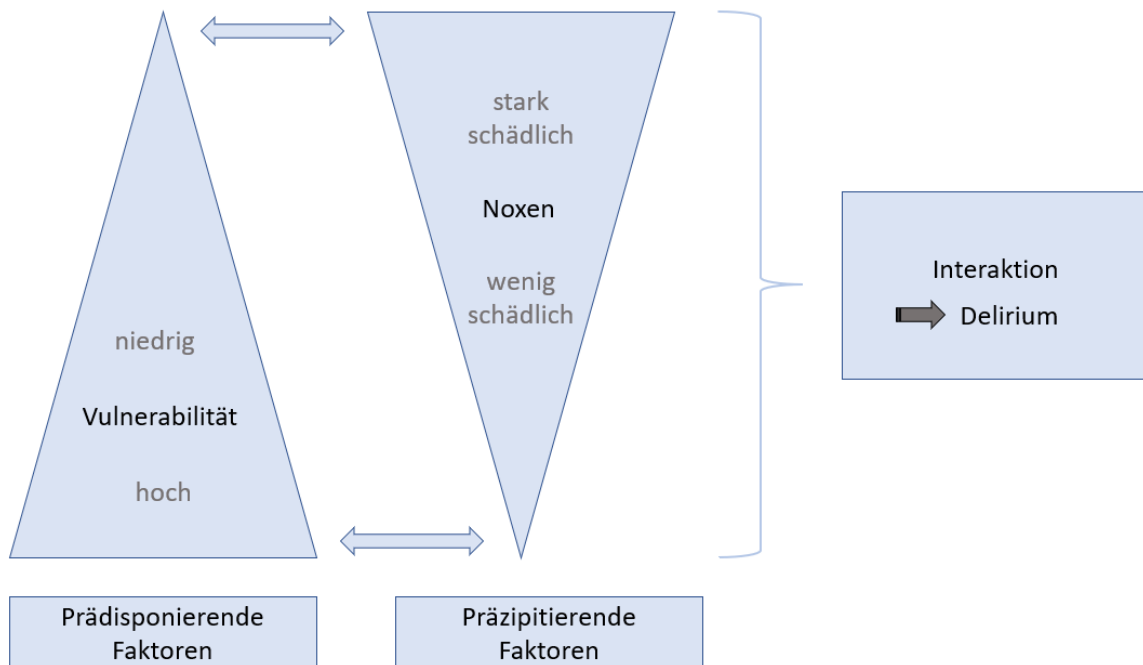 stark
schädlich
Noxen
wenig
schädlich
niedrig
Vulnerabilität
hoch
Interaktion
Delirium
Prädisponierende
Faktoren
Präzipitierende
Faktoren